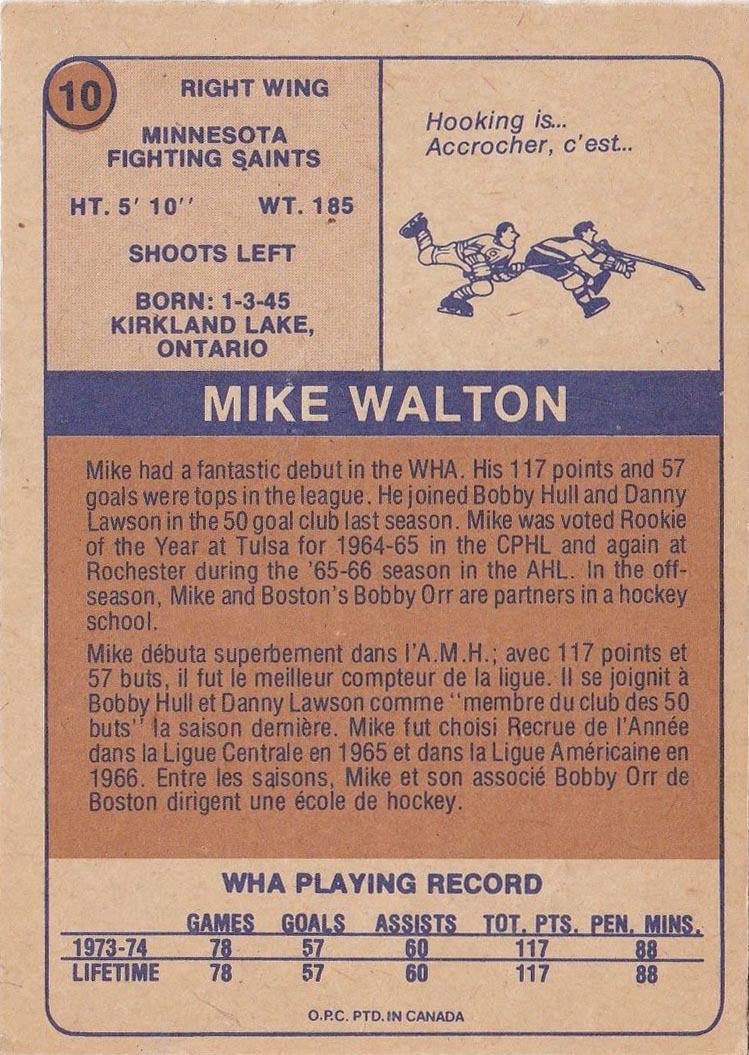 10
RIGHT WING
MINNESOTA
FIGHTING SAINTS
HT. 5' 10'' WT. 185
SHOOTS LEFT
BORN: 1-3-45
KIRKLAND LAKE,
ONTARIO
Hooking is...
Accrocher, c'est...
MIKE WALTON
Mike had a fantastic debut in the WHA. His 117 points and 57
goals were tops in the league. He joined Bobby Hull and Danny
Lawson in the 50 goal club last season. Mike was voted Rookie
of the Year at Tulsa for 1964-65 in the CPHL and again at
Rochester during the '65-66 season in the AHL. In the off-
season, Mike and Boston's Bobby Orr are partners in a hockey
school.
Mike débuta superbement dans l'A.M.H.; avec 117 points et
57 buts, il fut le meilleur compteur de la ligue. Il se joignit à
Bobby Hull et Danny Lawson comme ''membre du club des 50
buts'' la saison dernière. Mike fut choisi Recrue de l'Année
dans la Ligue Centrale en 1965 et dans la Ligue Américaine en
1966. Entre les saisons, Mike et son associé Bobby Orr de
Boston dirigent une école de hockey.
WHA PLAYING RECORD
GAMES GOALS ASSISTS TOT. PTS. PEN. MINS.
1973-74 78 57 60 117 88
LIFETIME 78 57 60 117 88
O.P.C. PTD. IN CANADA